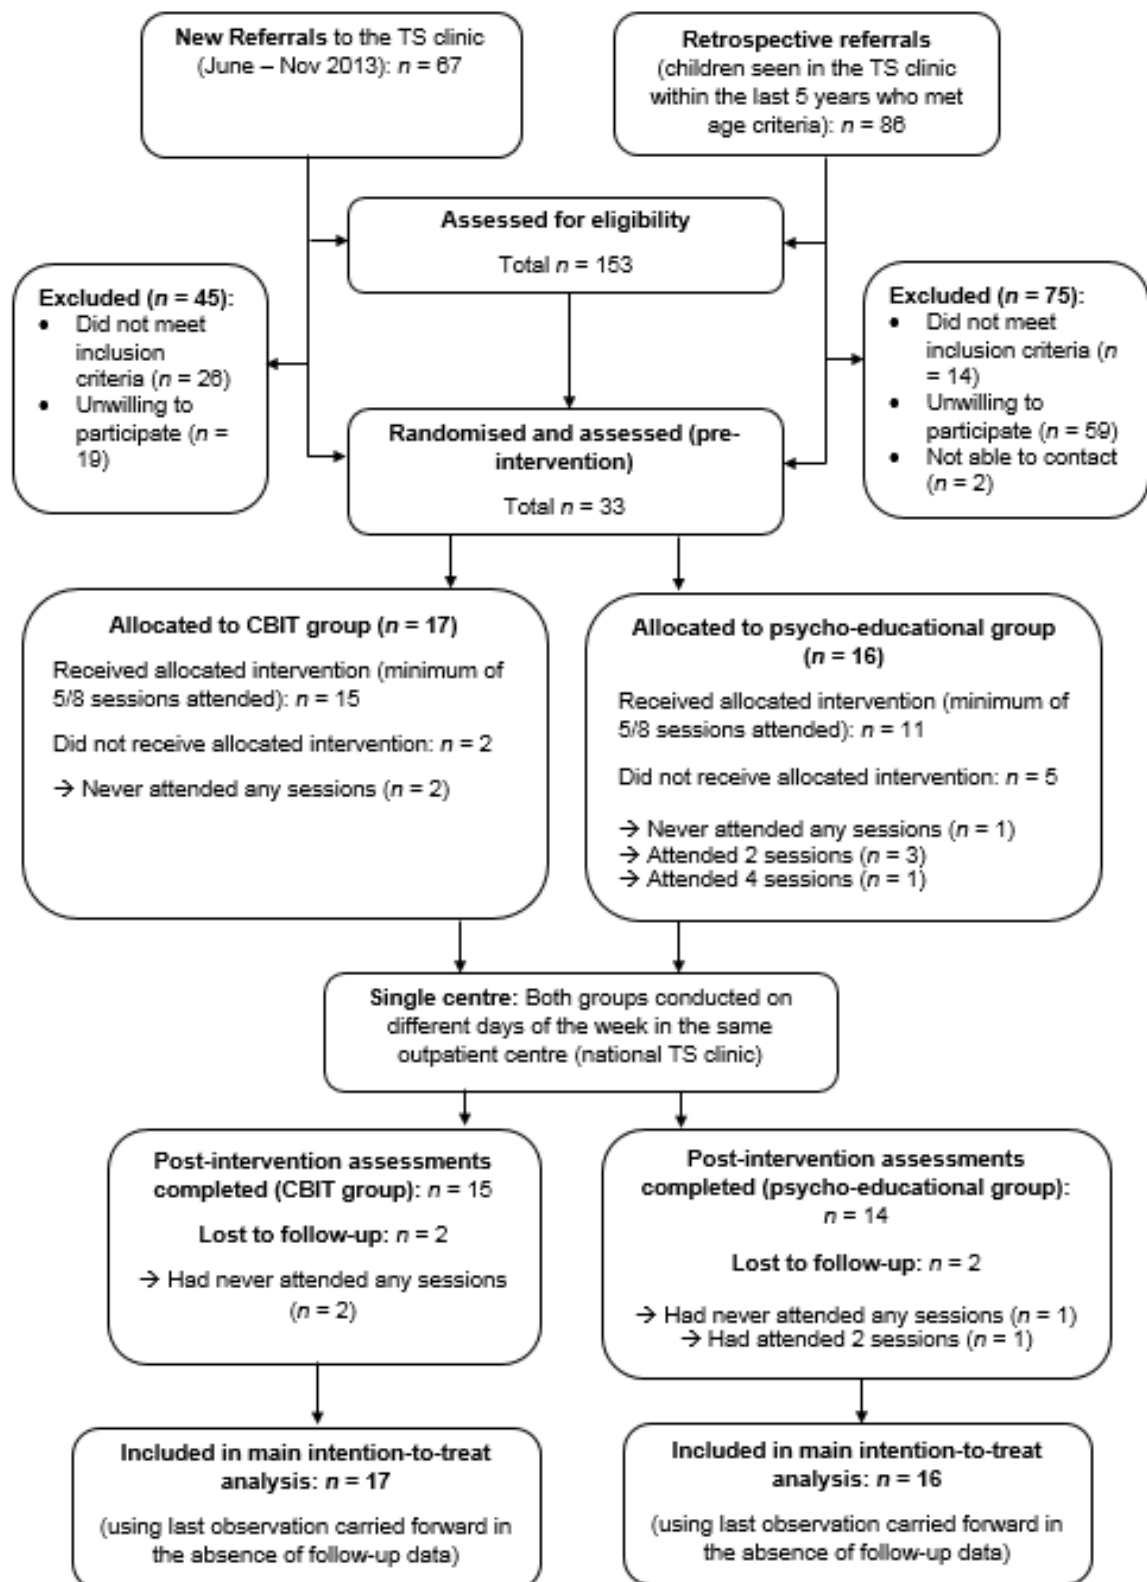 New Referrals to the TS clinic
(June – Nov 2013): n = 67
Retrospective referrals
(children seen in the TS clinic
within the last 5 years who met
age criteria): n = 86
Assessed for eligibility
Total n = 153
Excluded (n = 45):
• Did not meet
inclusion
criteria (n = 26)
• Unwilling to
participate (n =
19)
Excluded (n = 75):
• Did not meet
inclusion criteria (n
= 14)
• Unwilling to
participate (n = 59)
• Not able to contact
(n = 2)
Randomised and assessed (pre-
intervention)
Total n = 33
Allocated to CBIT group (n = 17)
Received allocated intervention (minimum of
5/8 sessions attended): n = 15
Did not receive allocated intervention: n = 2
→ Never attended any sessions (n = 2)
Allocated to psycho-educational group
(n = 16)
Received allocated intervention (minimum of
5/8 sessions attended): n = 11
Did not receive allocated intervention: n = 5
→ Never attended any sessions (n = 1)
→ Attended 2 sessions (n = 3)
→ Attended 4 sessions (n = 1)
Single centre: Both groups conducted on
different days of the week in the same
outpatient centre (national TS clinic)
Post-intervention assessments
completed (CBIT group): n = 15
Lost to follow-up: n = 2
→ Had never attended any sessions
(n = 2)
Post-intervention assessments
completed (psycho-educational group):
n = 14
Lost to follow-up: n = 2
→ Had never attended any sessions (n = 1)
→ Had attended 2 sessions (n = 1)
Included in main intention-to-treat
analysis: n = 17
(using last observation carried forward in
the absence of follow-up data)
Included in main intention-to-treat
analysis: n = 16
(using last observation carried forward in
the absence of follow-up data)